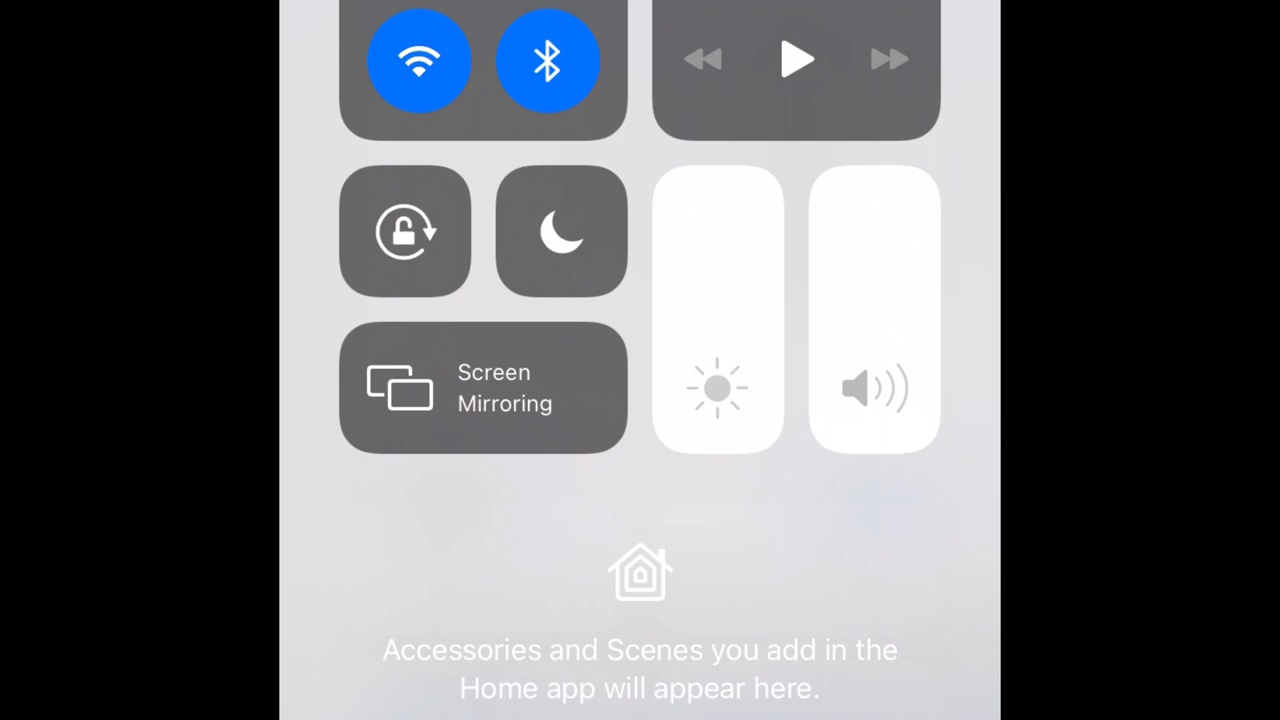 Screen
Mirroring
Accessories and Scenes you add in the
Home app will appear here.